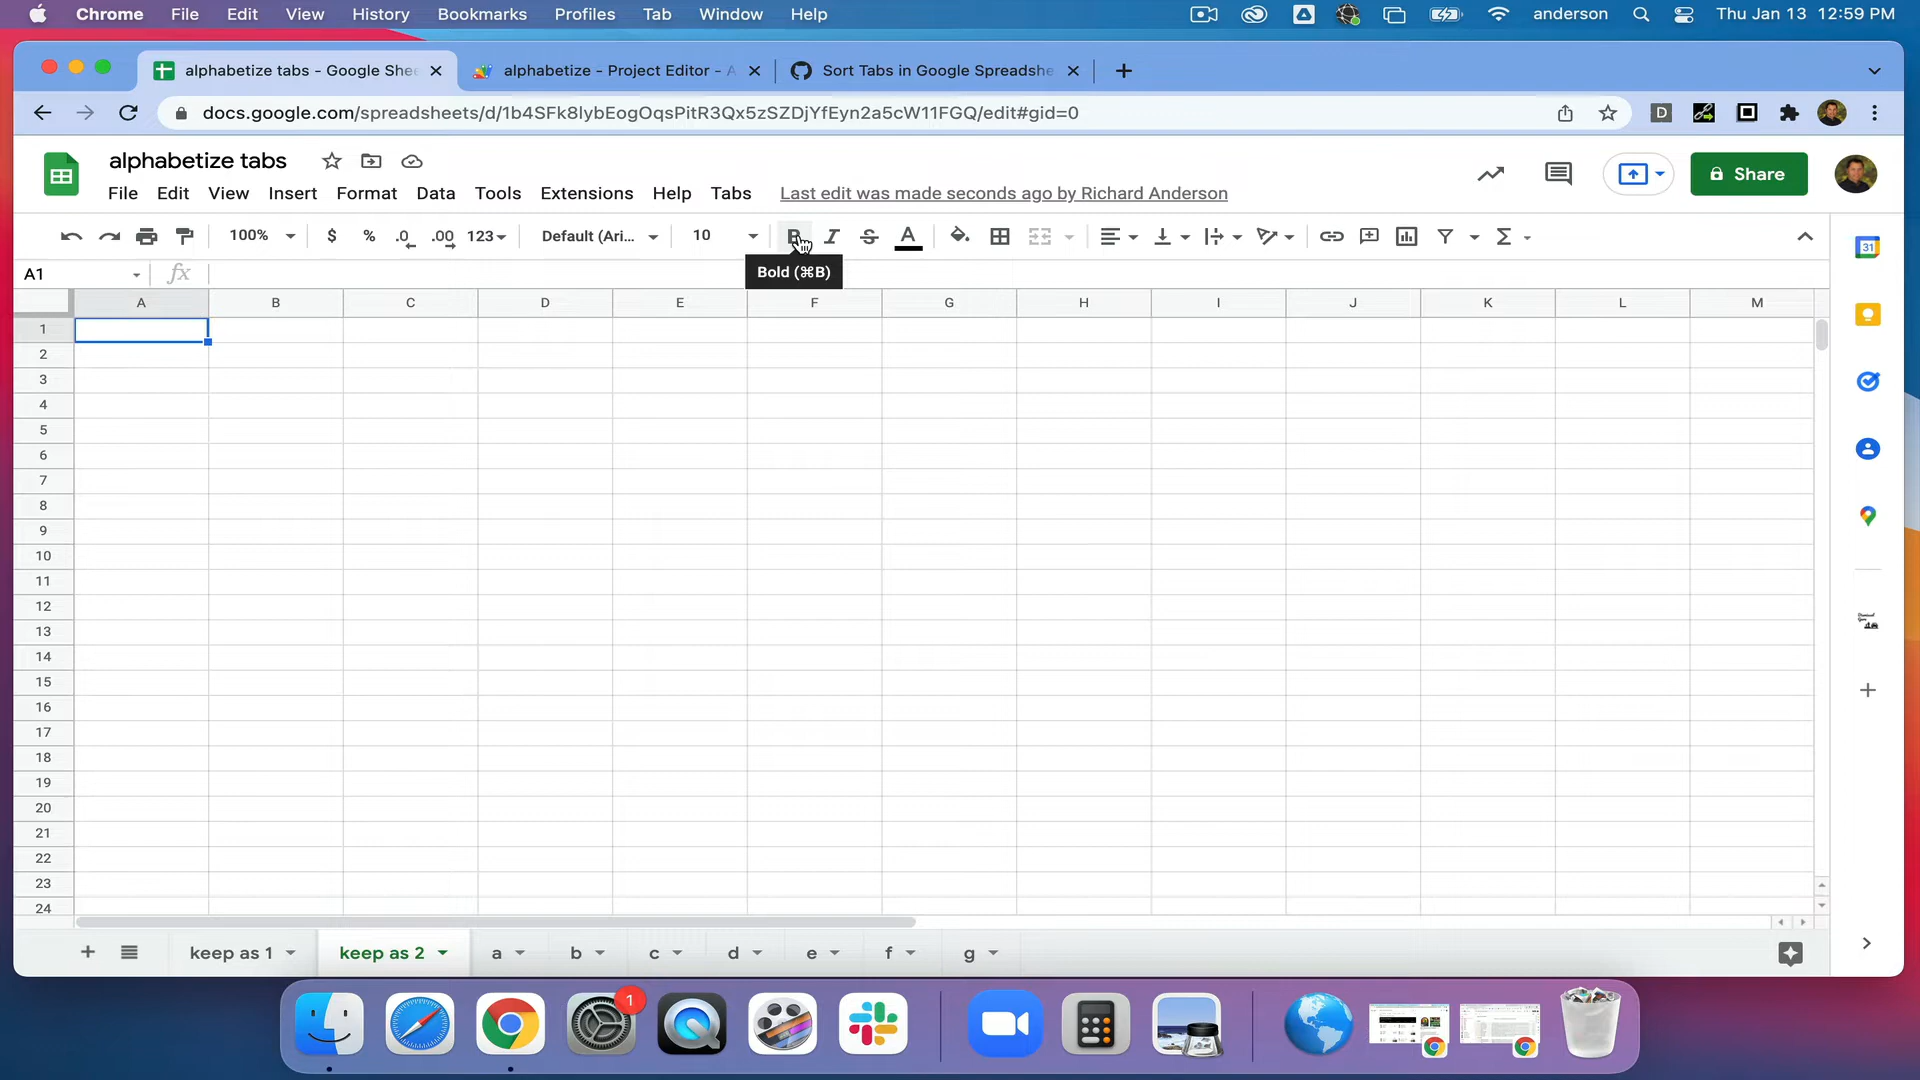 Chrome File Edit View History Bookmarks Profiles Tab Window Help anderson Thu Jan 13 12:59 PM
alphabetize tabs - Google She alphabetize - Project Editor - A Sort Tabs in Google Spreadshe
docs.google.com/spreadsheets/d/1b4SFk8lybEogOqsPitR3Qx5zSZDjYfEyn2a5cW11FGQ/edit#gid=0 D
alphabetize tabs
File Edit View Insert Format Data Tools Extensions Help Tabs Last edit was made seconds ago by Richard Anderson Share
31
100% $ % .0 .00 123 Default (Ari... 10 B I S A Σ
A1 fx Bold (⌘B)
A B C D E F G H I J K L M
1
2
3
4
5
6
7
8
9
10
11
12
13
14
15
16
17
18
19
20
21
22
23
24
keep as 1 keep as 2 a b c d e f g
1